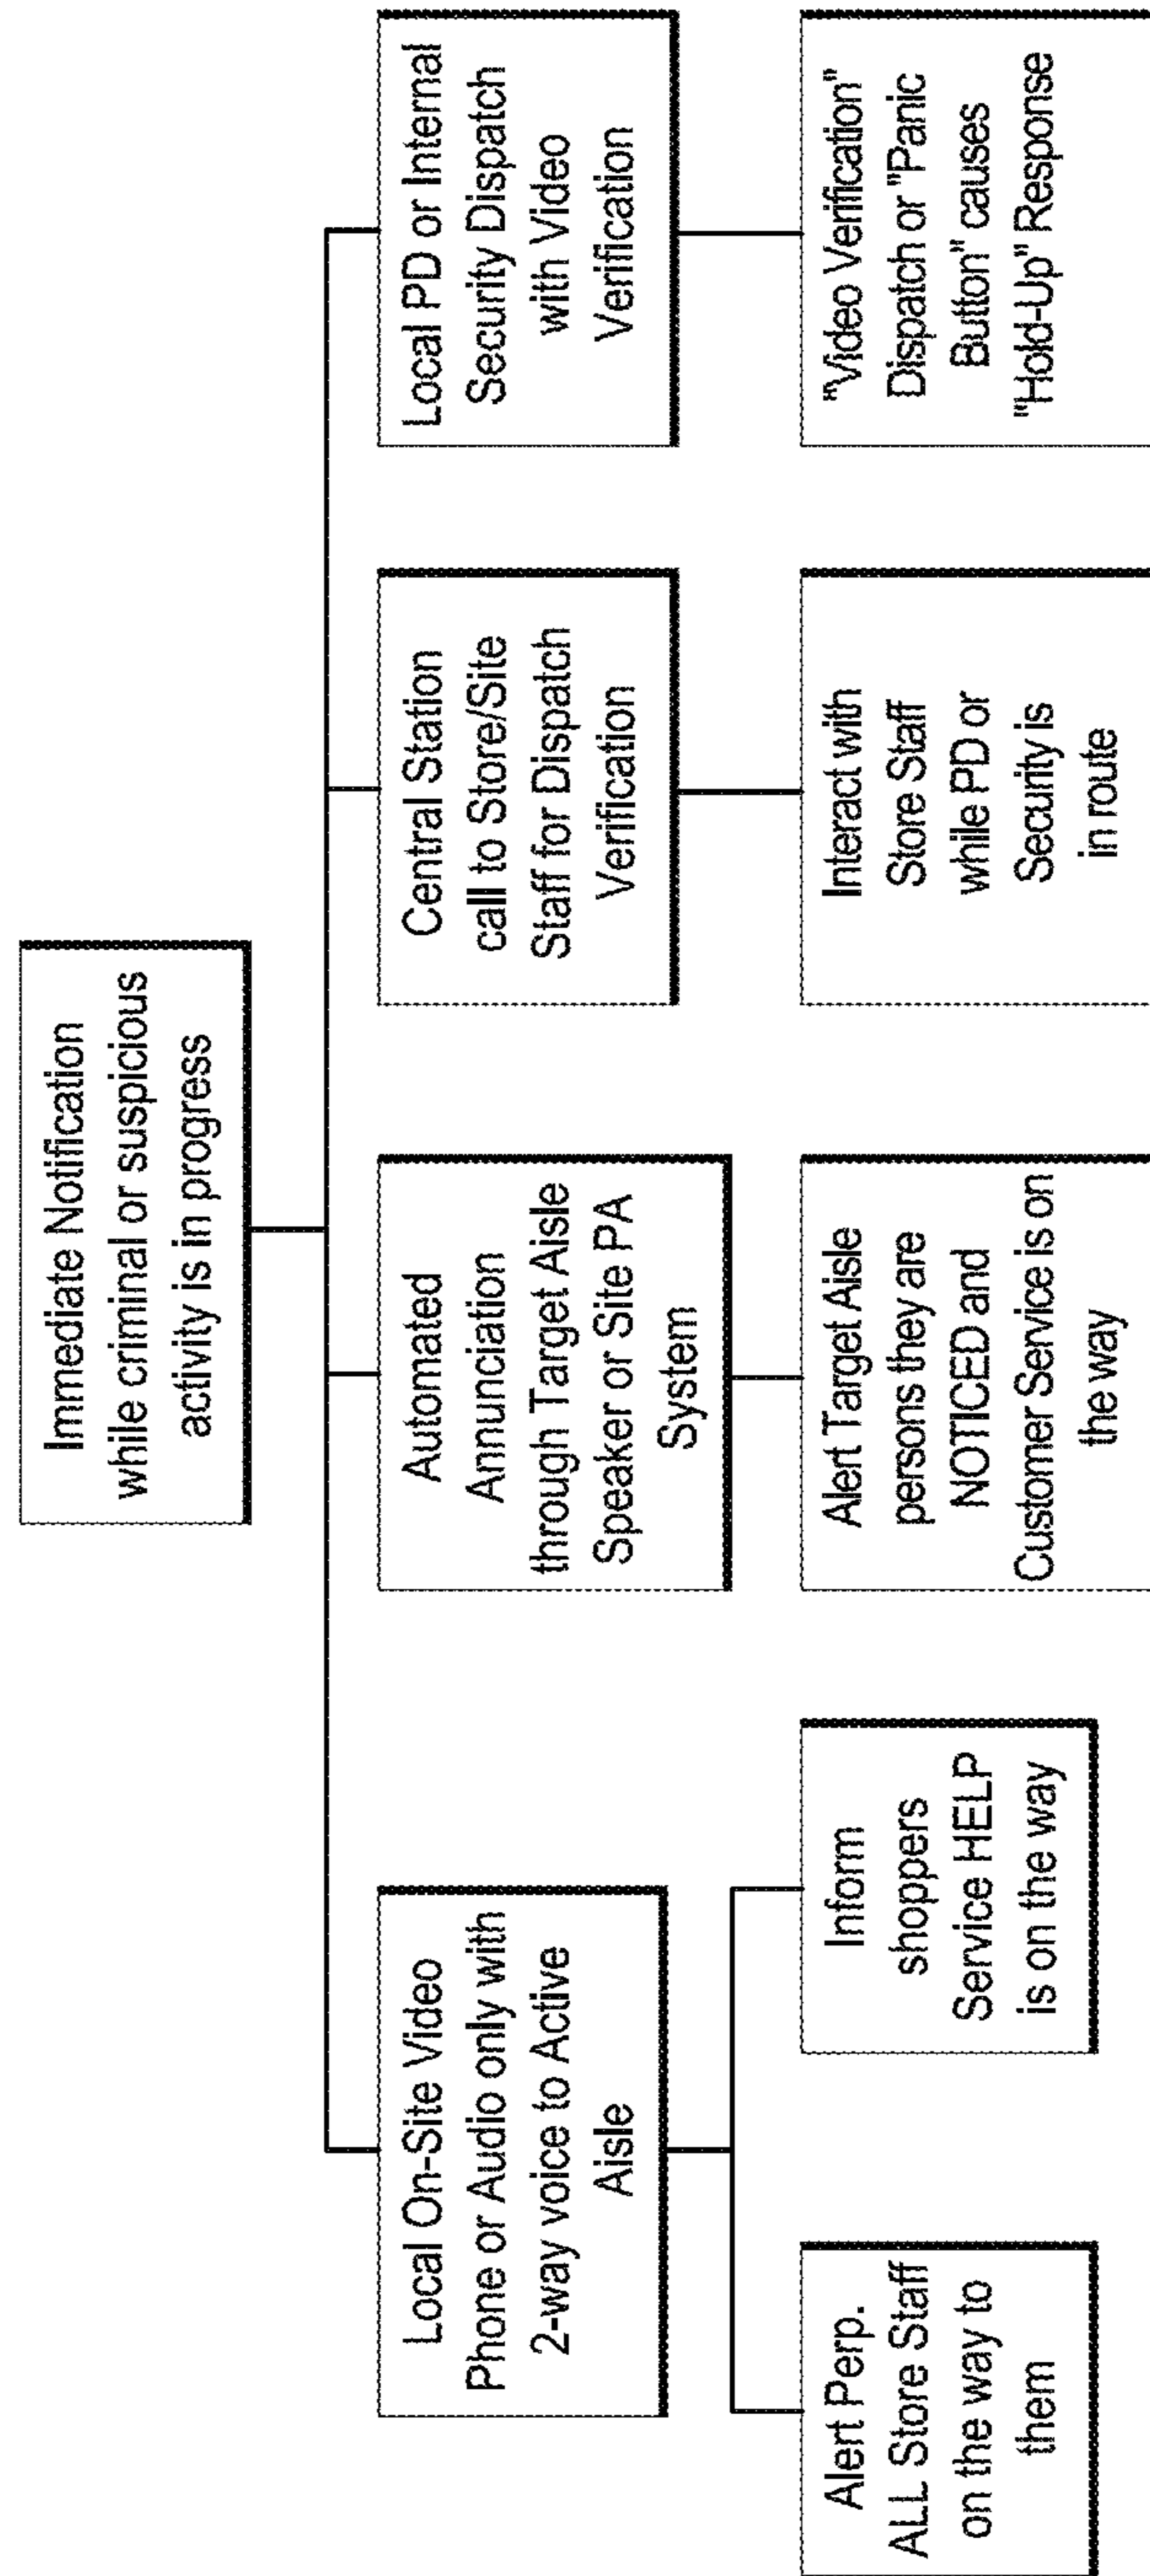 Immediate Notification
while criminal or suspicious
activity is in progress
Local On-Site Video
Phone or Audio only with
2-way voice to Active
Aisle
Automated
Annunciation
through Target Aisle
Speaker or Site PA
System
Central Station
call to Store/Site
Staff for Dispatch
Verification
Local PD or Internal
Security Dispatch
with Video
Verification
Alert Perp.
ALL Store Staff
on the way to
them
Inform
shoppers
Service HELP
is on the way
Alert Target Aisle
persons they are
NOTICED and
Customer Service is on
the way
Interact with
Store Staff
while PD or
Security is
in route
"Video Verification"
Dispatch or "Panic
Button" causes
"Hold-Up" Response